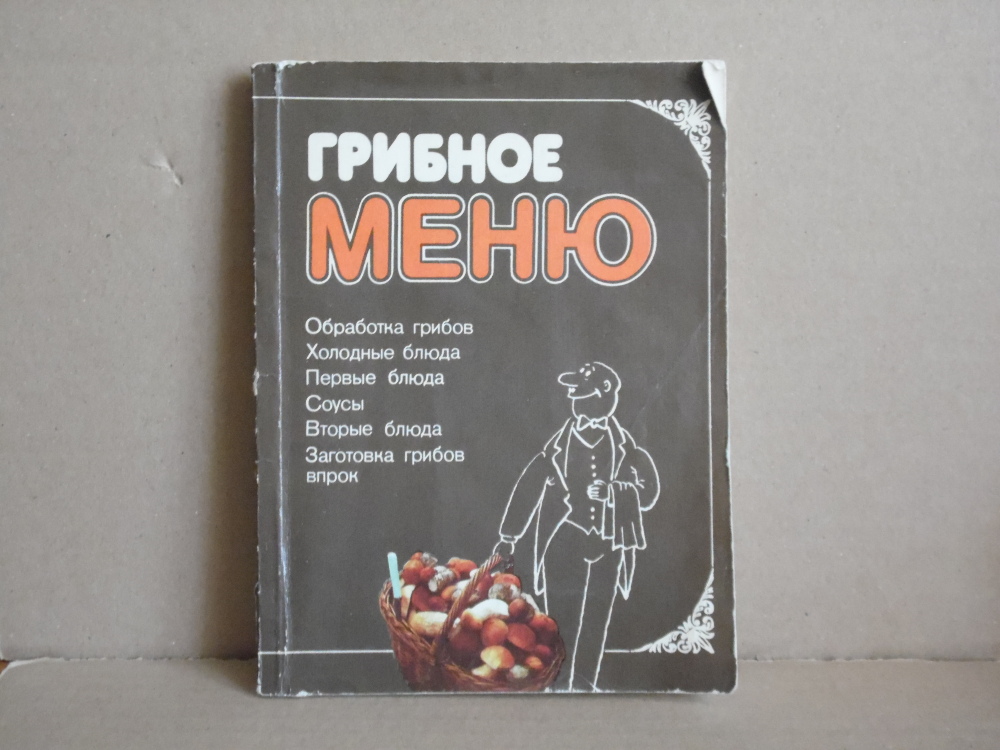 ГРИБНОЕ
МЕНЮ
Обработка грибов
Холодные блюда
Первые блюда
Соусы
Вторые блюда
Заготовка грибов
впрок